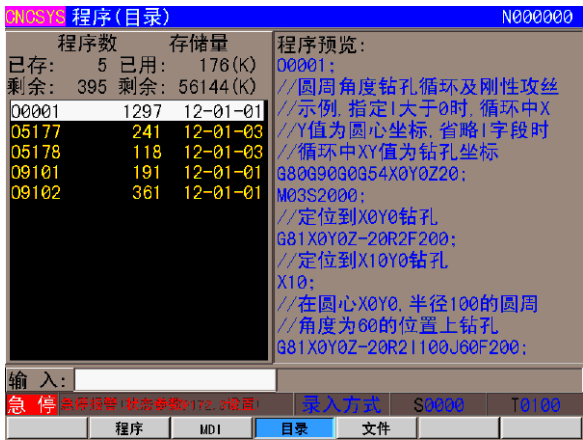 CNCSYS 程序(目录) N000000
程序数 存储量
已存: 5 已用: 176(K)
剩余: 395 剩余: 56144(K)
O0001 1297 12-01-01
O5177 241 12-01-03
O5178 118 12-01-03
O9101 191 12-01-01
O9102 361 12-01-01
程序预览:
O0001;
//圆周角度钻孔循环及刚性攻丝
//示例,指定I大于0时,循环中X
//Y值为圆心坐标,省略I字段时
//循环中XY值为钻孔坐标
G80G90G0G54X0Y0Z20;
M03S2000;
//定位到X0Y0钻孔
G81X0Y0Z-20R2F200;
//定位到X10Y0钻孔
X10;
//在圆心X0Y0,半径100的圆周
//角度为60的位置上钻孔
G81X0Y0Z-20R2I100J60F200;
输 入:
急 停 急停报警 录入方式 S0000 T0100
程序 MDI 目录 文件